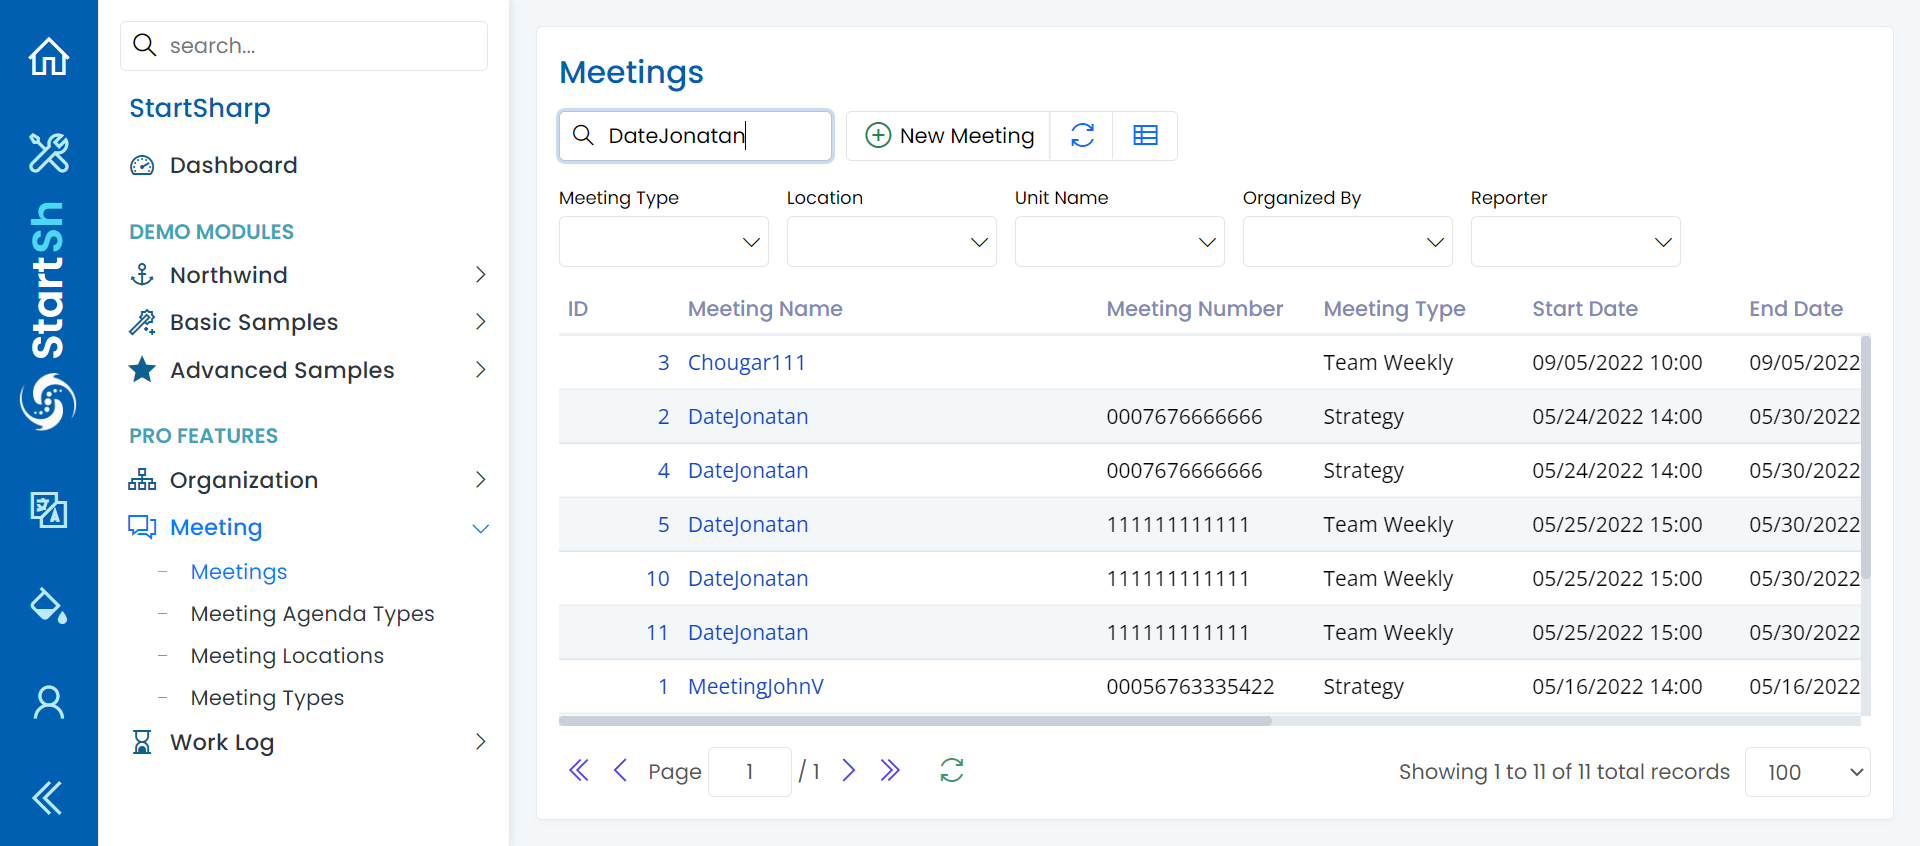 StartSh
search...
StartSharp
Dashboard
DEMO MODULES
Northwind
Basic Samples
Advanced Samples
PRO FEATURES
Organization
Meeting
Meetings
Meeting Agenda Types
Meeting Locations
Meeting Types
Work Log
Meetings
DateJonatan
New Meeting
Meeting Type Location Unit Name Organized By Reporter
ID Meeting Name Meeting Number Meeting Type Start Date End Date
3 Chougar111 Team Weekly 09/05/2022 10:00 09/05/2022
2 DateJonatan 0007676666666 Strategy 05/24/2022 14:00 05/30/2022
4 DateJonatan 0007676666666 Strategy 05/24/2022 14:00 05/30/2022
5 DateJonatan 111111111111 Team Weekly 05/25/2022 15:00 05/30/2022
10 DateJonatan 111111111111 Team Weekly 05/25/2022 15:00 05/30/2022
11 DateJonatan 111111111111 Team Weekly 05/25/2022 15:00 05/30/2022
1 MeetingJohnV 00056763335422 Strategy 05/16/2022 14:00 05/16/2022
Page 1 / 1 Showing 1 to 11 of 11 total records 100